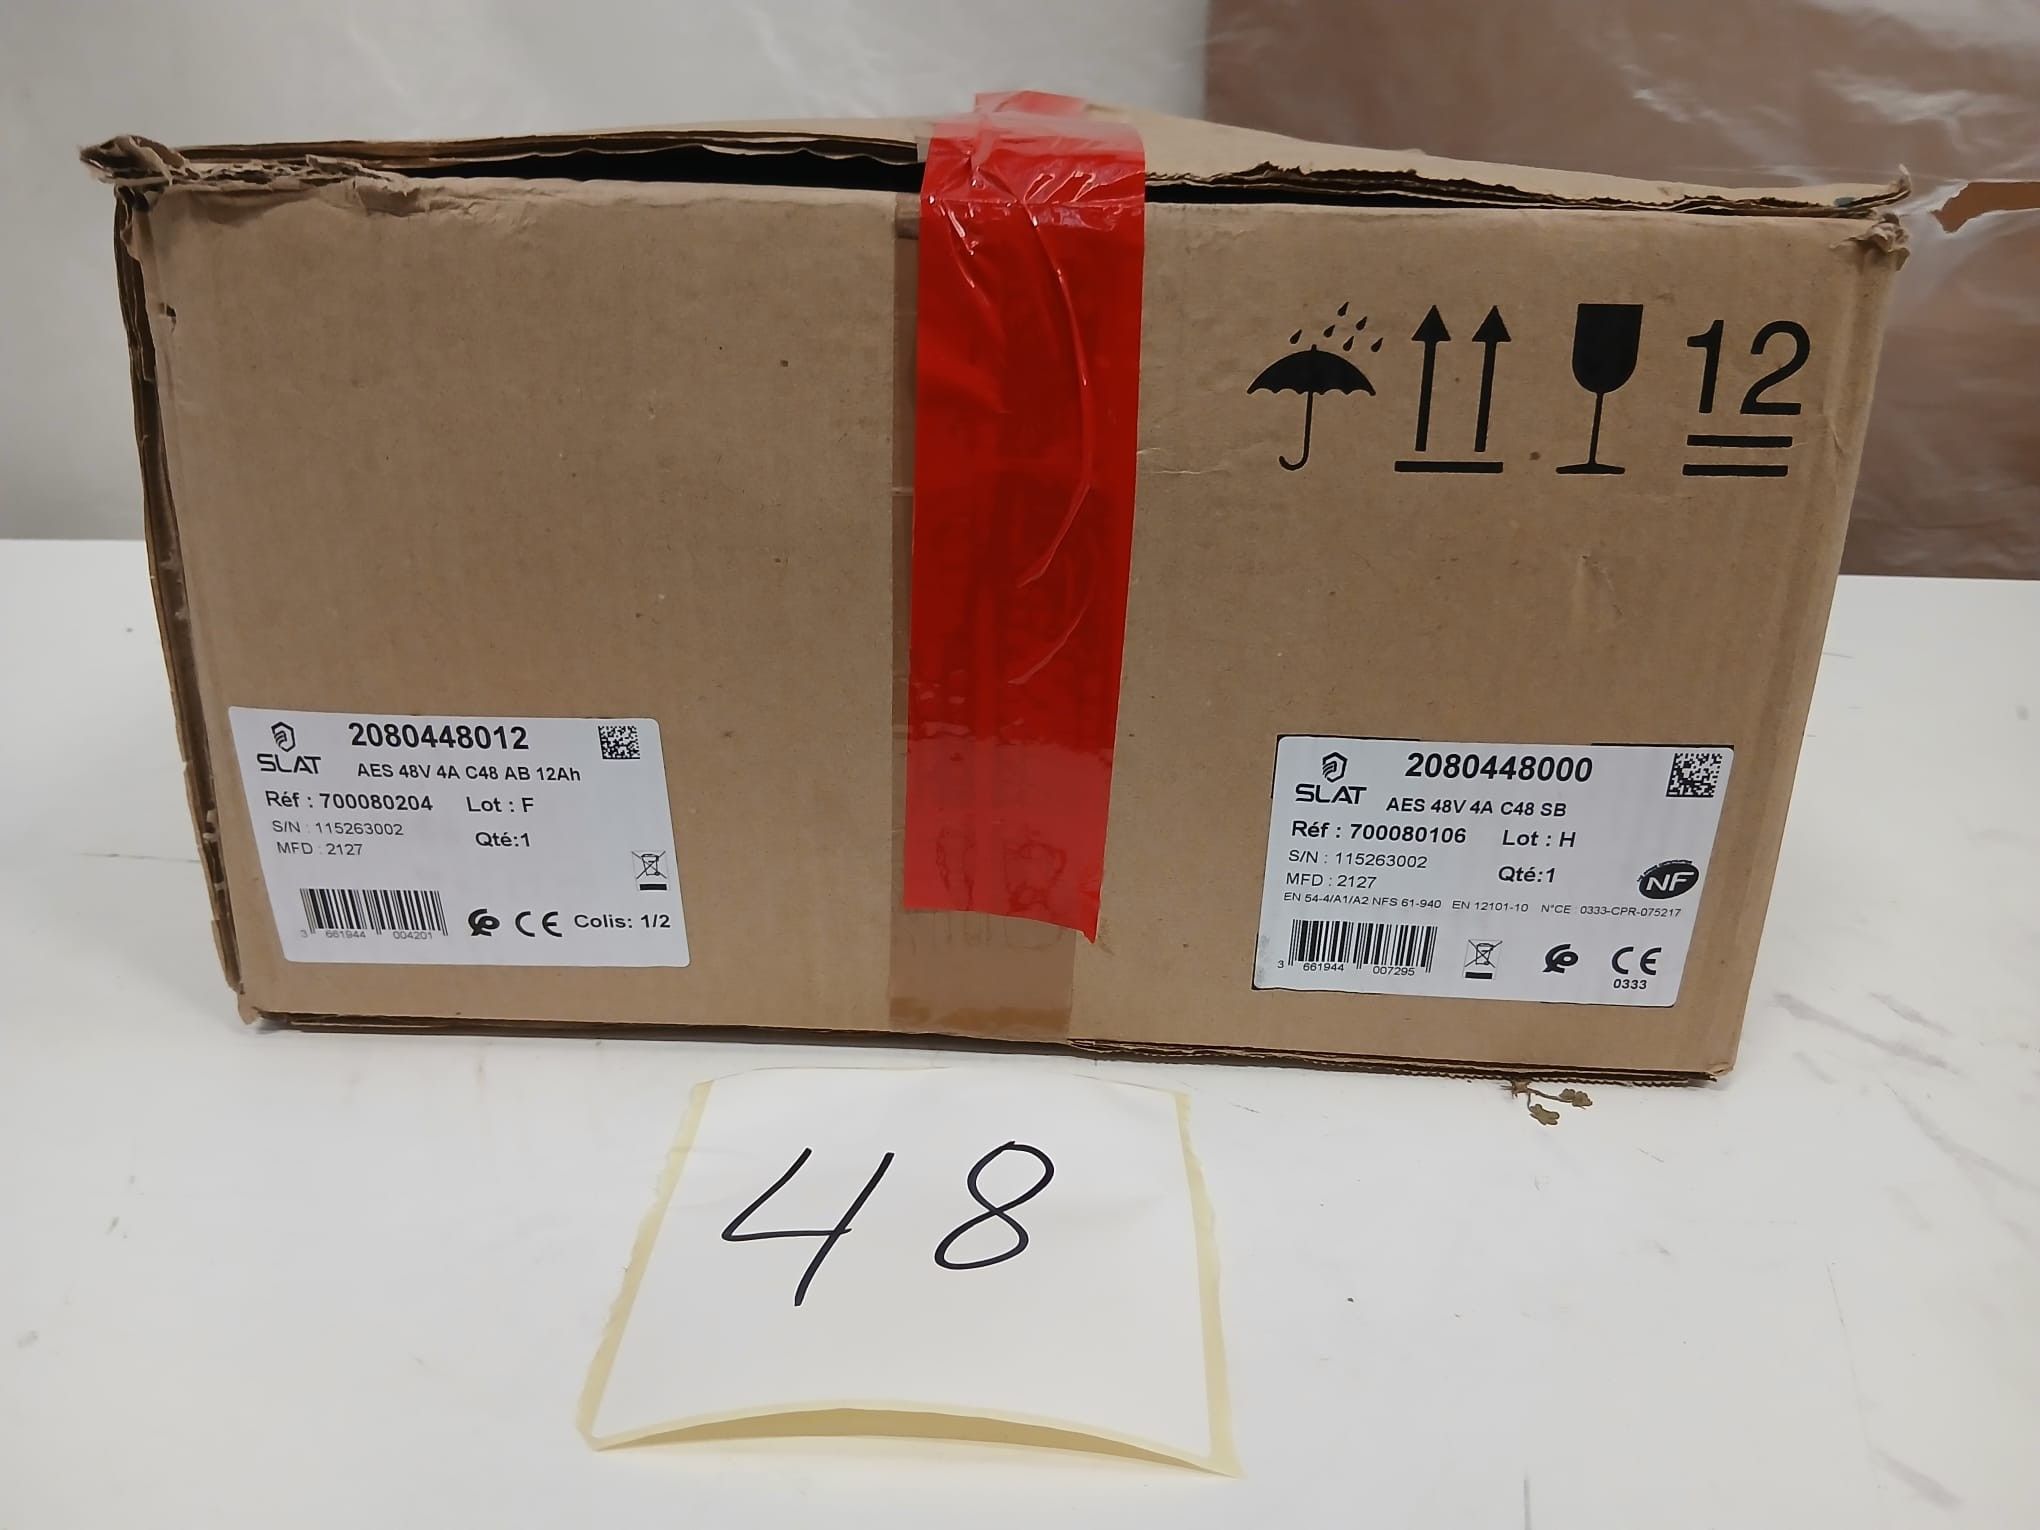 12
SLAT
2080448012
AES 48V 4A C48 AB 12Ah
Réf : 700080204 Lot : F
S/N : 115263002
Qté:1
MFD : 2127
3 661944 004201
CE Colis: 1/2
SLAT
2080448000
AES 48V 4A C48 SB
Réf : 700080106 Lot : H
S/N : 115263002
Qté:1
MFD : 2127
NF
EN 54-4/A1/A2 NFS 61-940 EN 12101-10 N°CE 0333-CPR-075217
3 661944 007295
CE
0333
48